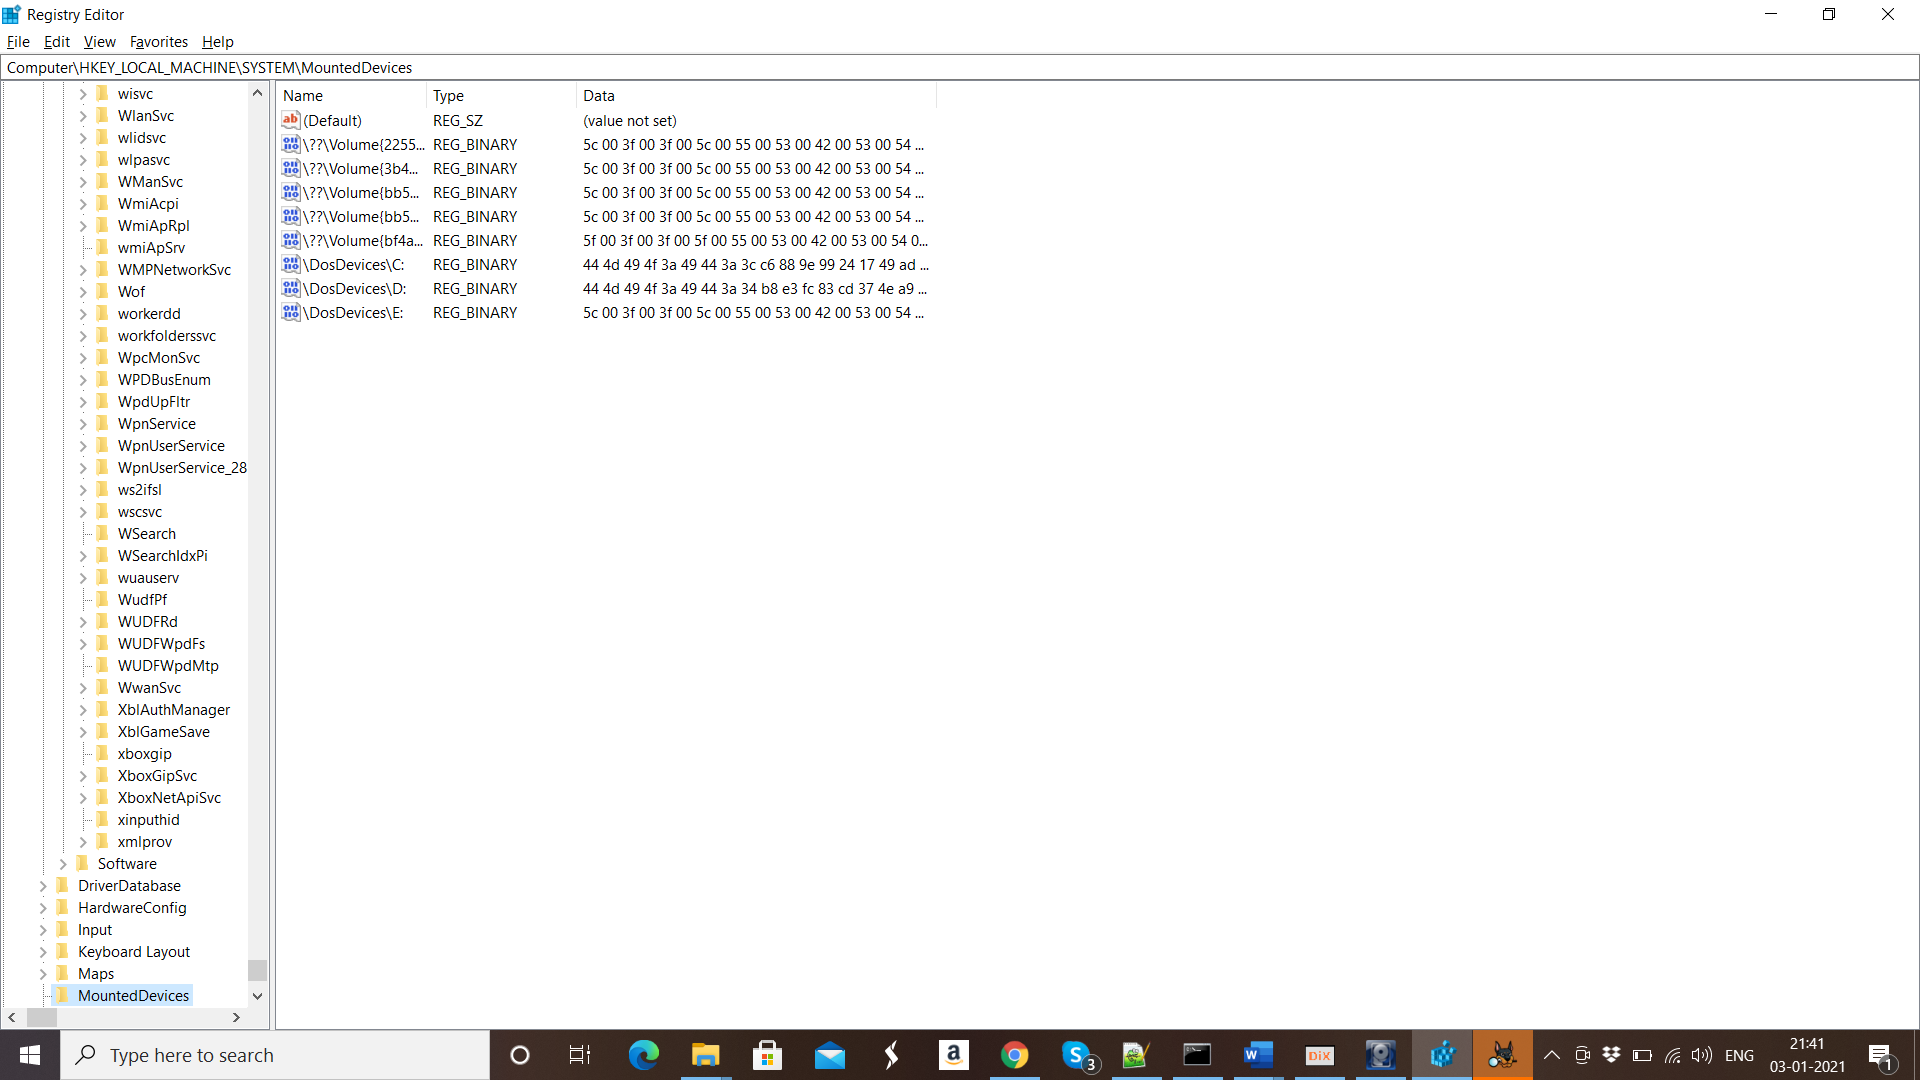 Registry Editor
File Edit View Favorites Help
Computer\HKEY_LOCAL_MACHINE\SYSTEM\MountedDevices
wisvc
WlanSvc
wlidsvc
wlpasvc
WManSvc
WmiAcpi
WmiApRpl
wmiApSrv
WMPNetworkSvc
Wof
workerdd
workfolderssvc
WpcMonSvc
WPDBusEnum
WpdUpFltr
WpnService
WpnUserService
WpnUserService_28
ws2ifsl
wscsvc
WSearch
WSearchIdxPi
wuauserv
WudfPf
WUDFRd
WUDFWpdFs
WUDFWpdMtp
WwanSvc
XblAuthManager
XblGameSave
xboxgip
XboxGipSvc
XboxNetApiSvc
xinputhid
xmlprov
Software
DriverDatabase
HardwareConfig
Input
Keyboard Layout
Maps
MountedDevices
Name Type Data
(Default) REG_SZ (value not set)
\??\Volume{2255... REG_BINARY 5c 00 3f 00 3f 00 5c 00 55 00 53 00 42 00 53 00 54 ...
\??\Volume{3b4... REG_BINARY 5c 00 3f 00 3f 00 5c 00 55 00 53 00 42 00 53 00 54 ...
\??\Volume{bb5... REG_BINARY 5c 00 3f 00 3f 00 5c 00 55 00 53 00 42 00 53 00 54 ...
\??\Volume{bb5... REG_BINARY 5c 00 3f 00 3f 00 5c 00 55 00 53 00 42 00 53 00 54 ...
\??\Volume{bf4a... REG_BINARY 5f 00 3f 00 3f 00 5f 00 55 00 53 00 42 00 53 00 54 0...
\DosDevices\C: REG_BINARY 44 4d 49 4f 3a 49 44 3a 3c c6 88 9e 99 24 17 49 ad ...
\DosDevices\D: REG_BINARY 44 4d 49 4f 3a 49 44 3a 34 b8 e3 fc 83 cd 37 4e a9 ...
\DosDevices\E: REG_BINARY 5c 00 3f 00 3f 00 5c 00 55 00 53 00 42 00 53 00 54 ...
Type here to search
a
S
3
W
DiX
ENG
21:41
03-01-2021
1